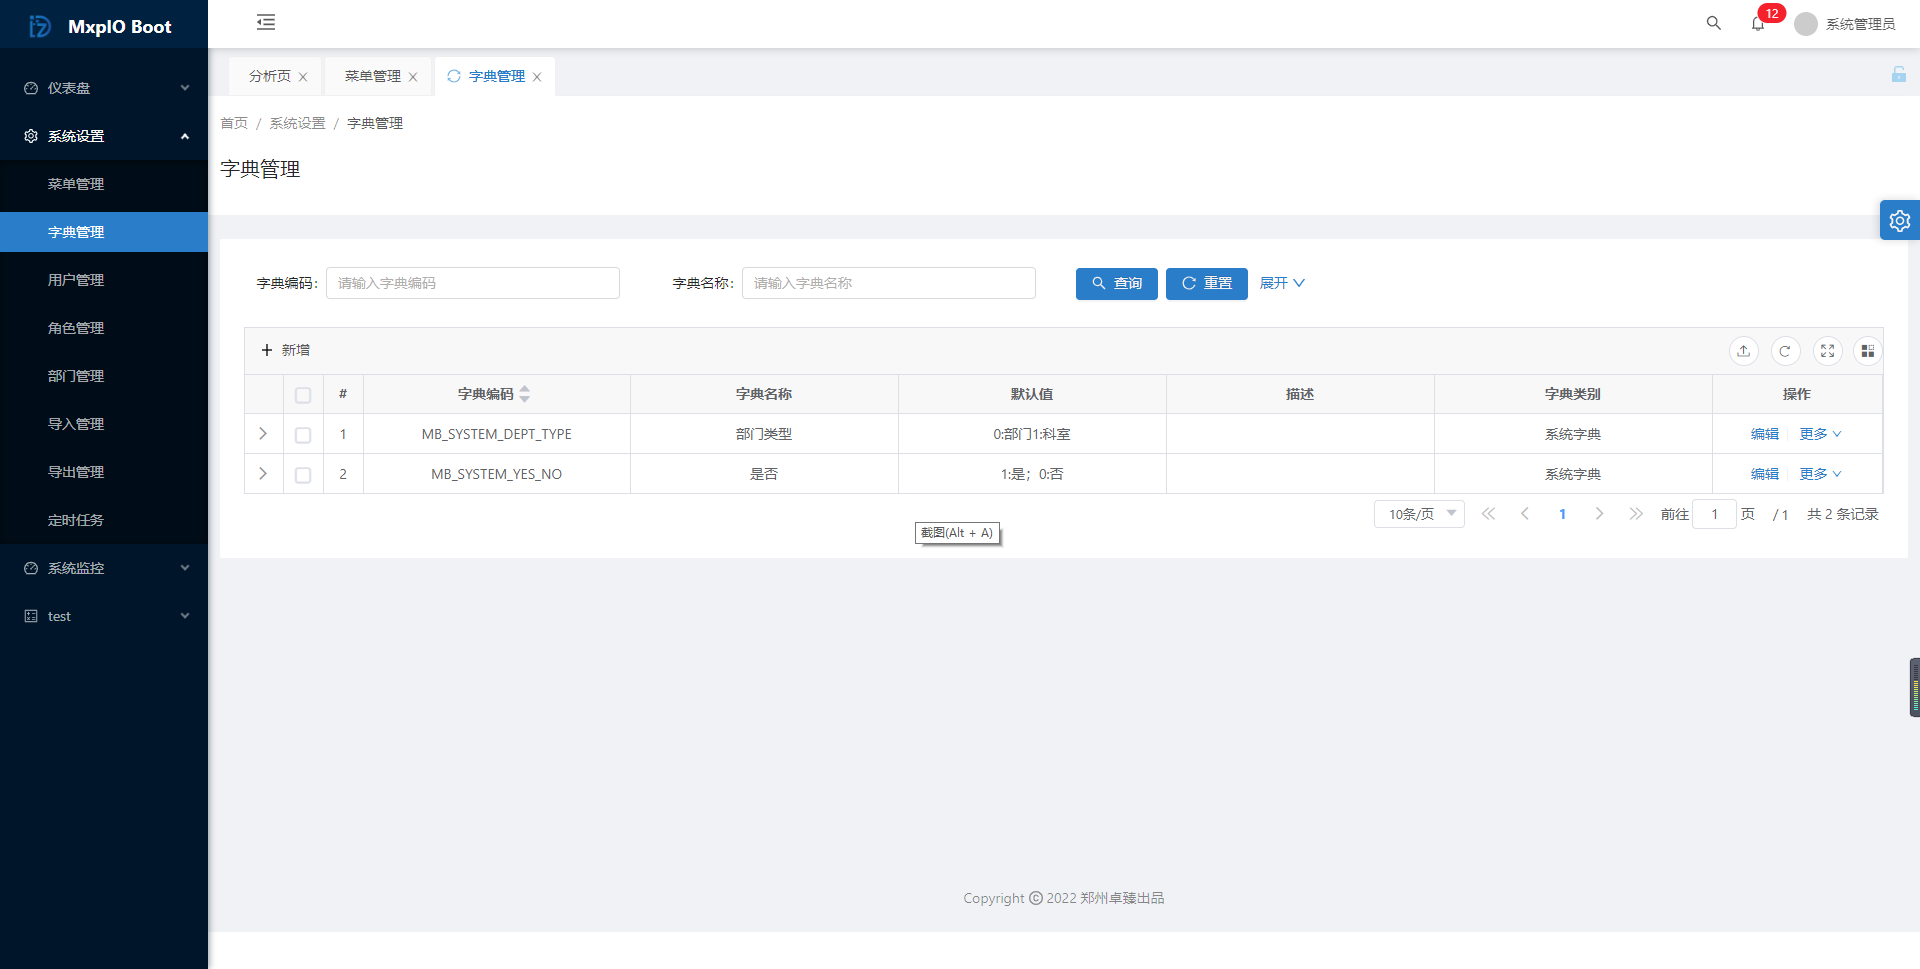 MxpIO Boot
12
系统管理员
仪表盘
系统设置
菜单管理
字典管理
用户管理
角色管理
部门管理
导入管理
导出管理
定时任务
系统监控
test
分析页 菜单管理 字典管理
首页 / 系统设置 / 字典管理
字典管理
字典编码： 请输入字典编码 字典名称： 请输入字典名称 查询 重置 展开
新增
# 字典编码 字典名称 默认值 描述 字典类别 操作
1 MB_SYSTEM_DEPT_TYPE 部门类型 0:部门1:科室 系统字典 编辑 更多
2 MB_SYSTEM_YES_NO 是否 1:是；0:否 系统字典 编辑 更多
10条/页 1 前往 1 页 / 1 共 2 条记录
截图(Alt + A)
Copyright © 2022 郑州卓臻出品